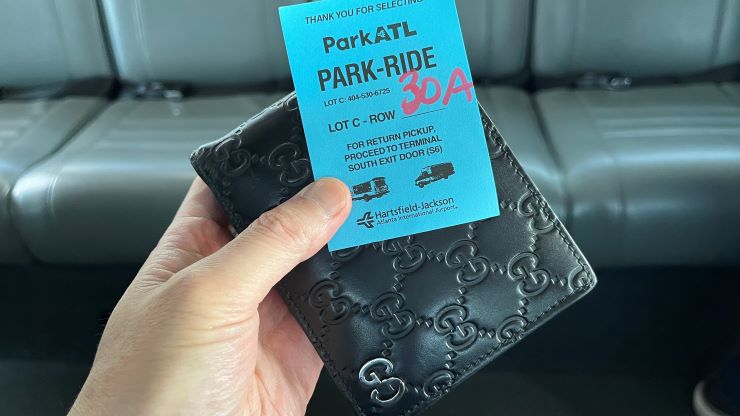 THANK YOU FOR SELECTING
ParkATL
PARK-RIDE
LOT C: 404-530-6725
LOT C - ROW 30A
FOR RETURN PICKUP,
PROCEED TO TERMINAL
SOUTH EXIT DOOR (S6)
Hartsfield-Jackson
Atlanta International Airport